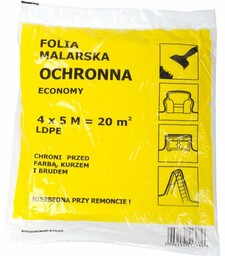 FOLIA
MALARSKA
OCHRONNA
ECONOMY
4 x 5 M = 20 m²
LDPE
CHRONI PRZED
FARBĄ, KURZEM
I BRUDEM
NIEZBĘDNA PRZY REMONCIE !